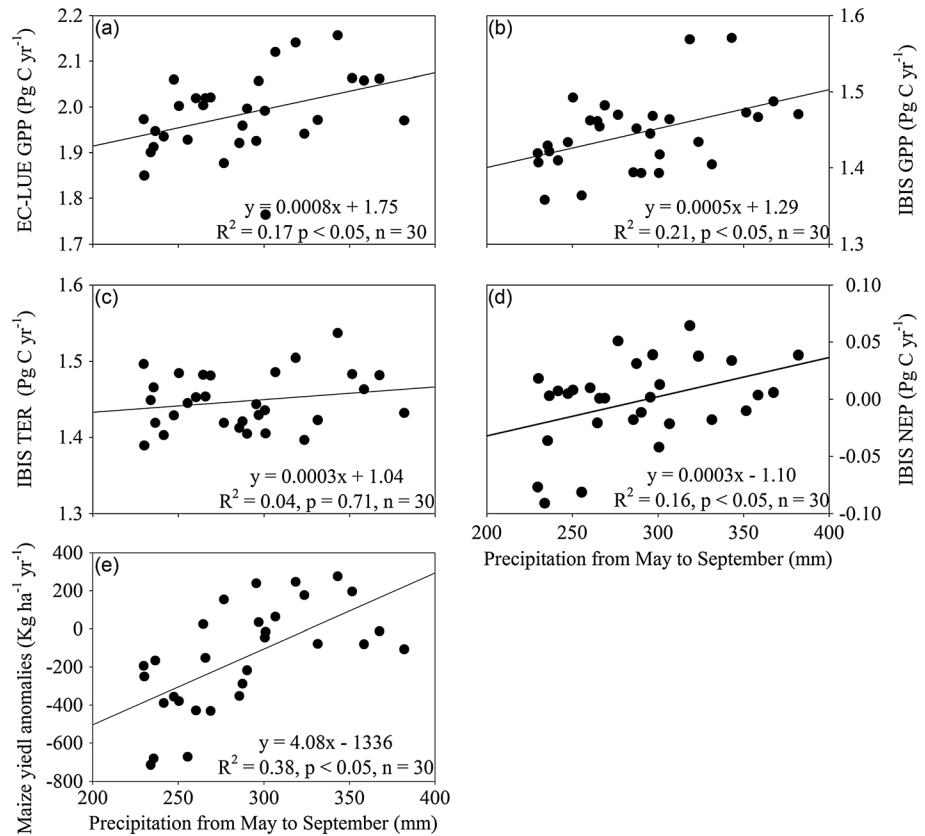 (a)
2.2
2.1
2.0
1.9
1.8
1.7
EC-LUE GPP (Pg C yr-1)
y = 0.0008x + 1.75
R2 = 0.17 p < 0.05, n = 30
(b)
1.6
1.5
1.4
1.3
IBIS GPP (Pg C yr-1)
y = 0.0005x + 1.29
R2 = 0.21, p < 0.05, n = 30
(c)
1.6
1.5
1.4
1.3
IBIS TER (Pg C yr-1)
y = 0.0003x + 1.04
R2 = 0.04, p = 0.71, n = 30
(d)
0.10
0.05
0.00
-0.05
-0.10
IBIS NEP (Pg C yr-1)
y = 0.0003x - 1.10
R2 = 0.16, p < 0.05, n = 30
200 250 300 350 400
Precipitation from May to September (mm)
(e)
400
200
0
-200
-400
-600
-800
Maize yiedl anomalies (Kg ha-1 yr-1)
y = 4.08x - 1336
R2 = 0.38, p < 0.05, n = 30
200 250 300 350 400
Precipitation from May to September (mm)